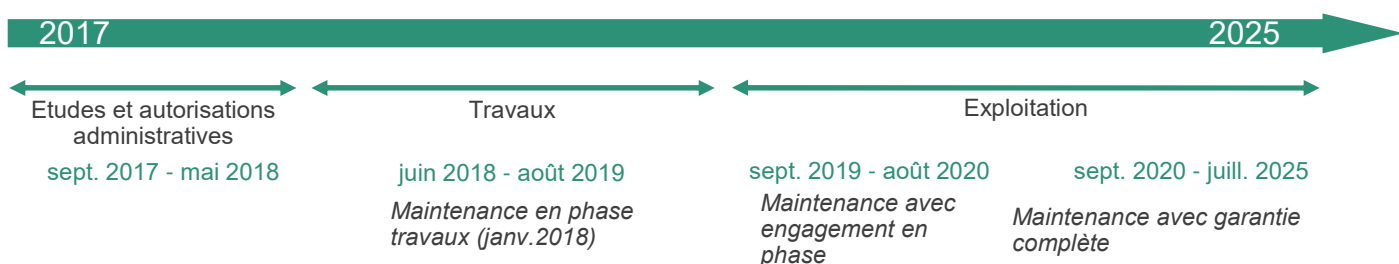 2017
2025
Etudes et autorisations
administratives
sept. 2017 - mai 2018
Travaux
juin 2018 - août 2019
Maintenance en phase
travaux (janv.2018)
Exploitation
sept. 2019 - août 2020
Maintenance avec
engagement en
phase
sept. 2020 - juill. 2025
Maintenance avec garantie
complète